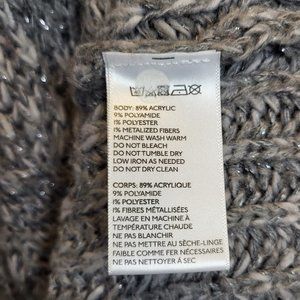 BODY: 89% ACRYLIC
9% POLYAMIDE
1% POLYESTER
1% METALIZED FIBERS
MACHINE WASH WARM
DO NOT BLEACH
DO NOT TUMBLE DRY
LOW IRON AS NEEDED
DO NOT DRY CLEAN
CORPS: 89% ACRYLIQUE
9% POLYAMIDE
1% POLYESTER
1% FIBRES MÉTALLISÉES
LAVAGE EN MACHINE À
TEMPÉRATURE CHAUDE
NE PAS BLANCHIR
NE PAS METTRE AU SÈCHE-LINGE
FAIBLE COMME FER NÉCESSAIRES
NE PAS NETTOYER À SEC